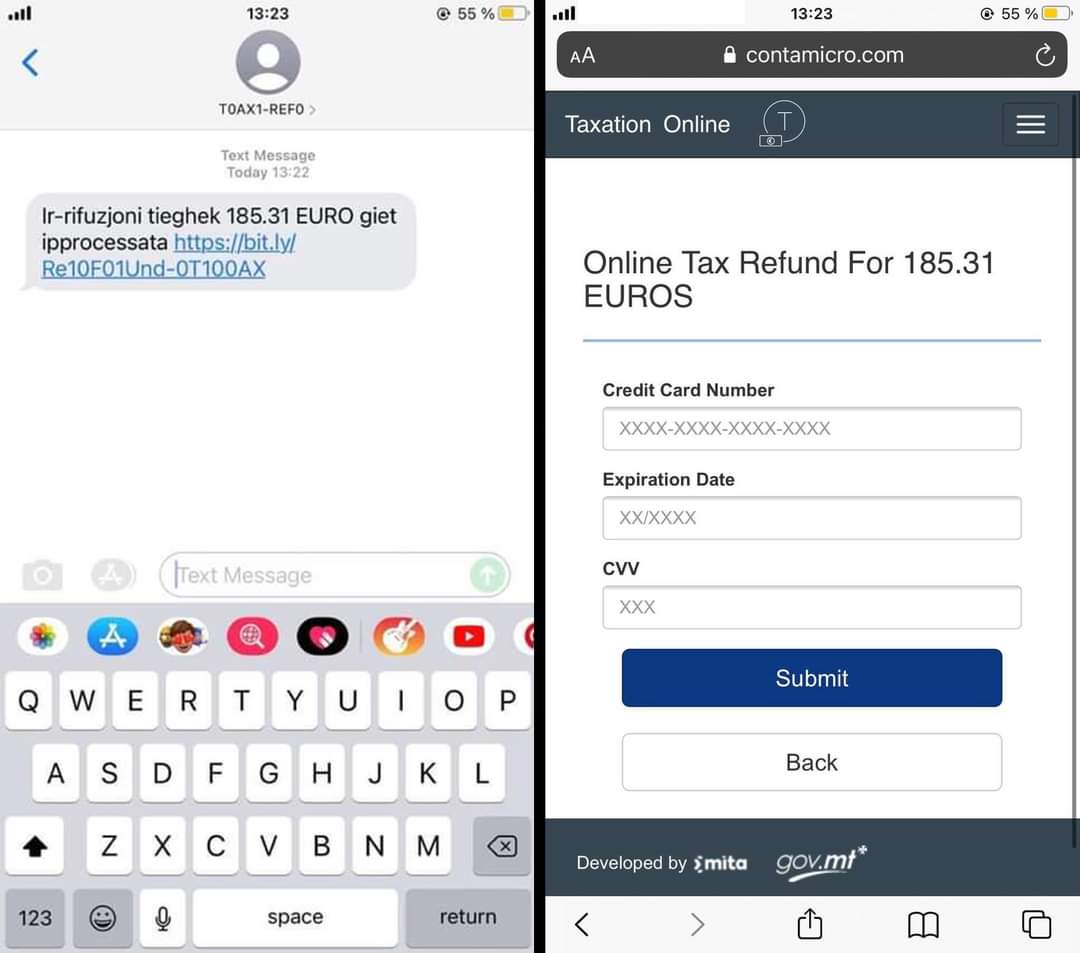 13:23
55 %
T0AX1-REF0 >
Text Message
Today 13:22
Ir-rifuzjoni tieghek 185.31 EURO giet
ipprocessata https://bit.ly/
Re10F01Und-0T100AX
Text Message
Q W E R T Y U I O P
A S D F G H J K L
Z X C V B N M
123
space
return
13:23
55 %
AA
contamicro.com
Taxation Online
T
Online Tax Refund For 185.31
EUROS
Credit Card Number
XXXX-XXXX-XXXX-XXXX
Expiration Date
XX/XXXX
CVV
XXX
Submit
Back
Developed by mita gov.mt